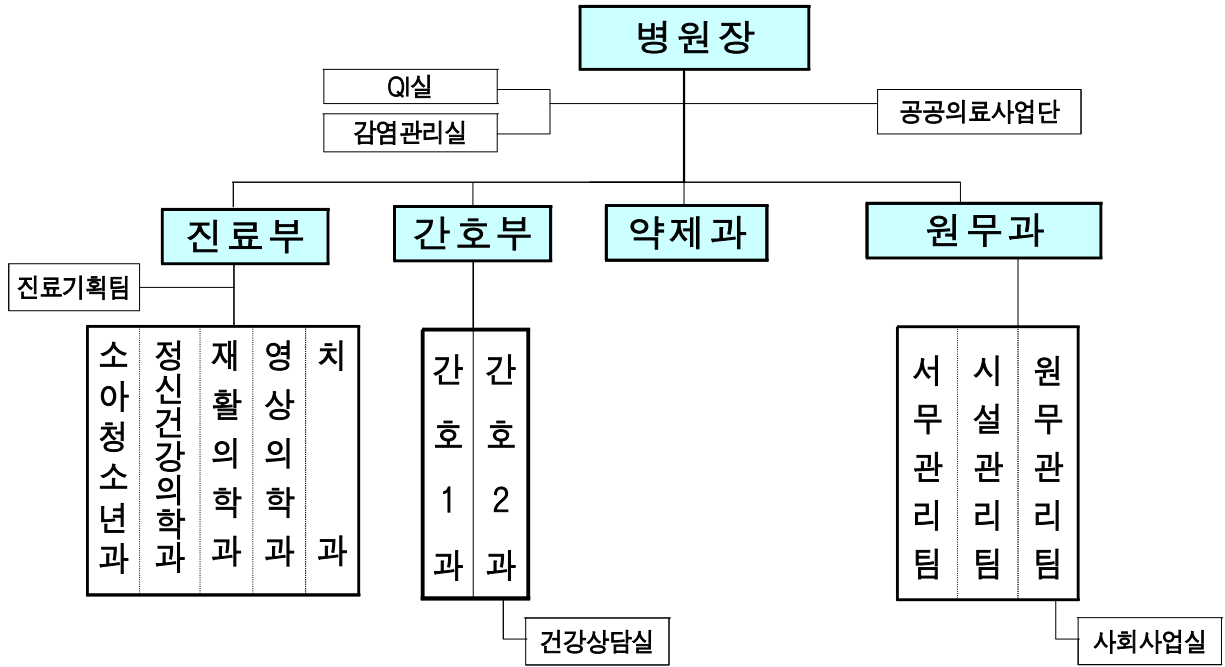 병원장
QI실
감염관리실
공공의료사업단
진료부
간호부
약제과
원무과
진료기획팀
소아청소년과
정신건강의학과
재활의학과
영상의학과
치과
간호1과
간호2과
서무관리팀
시설관리팀
원무관리팀
건강상담실
사회사업실